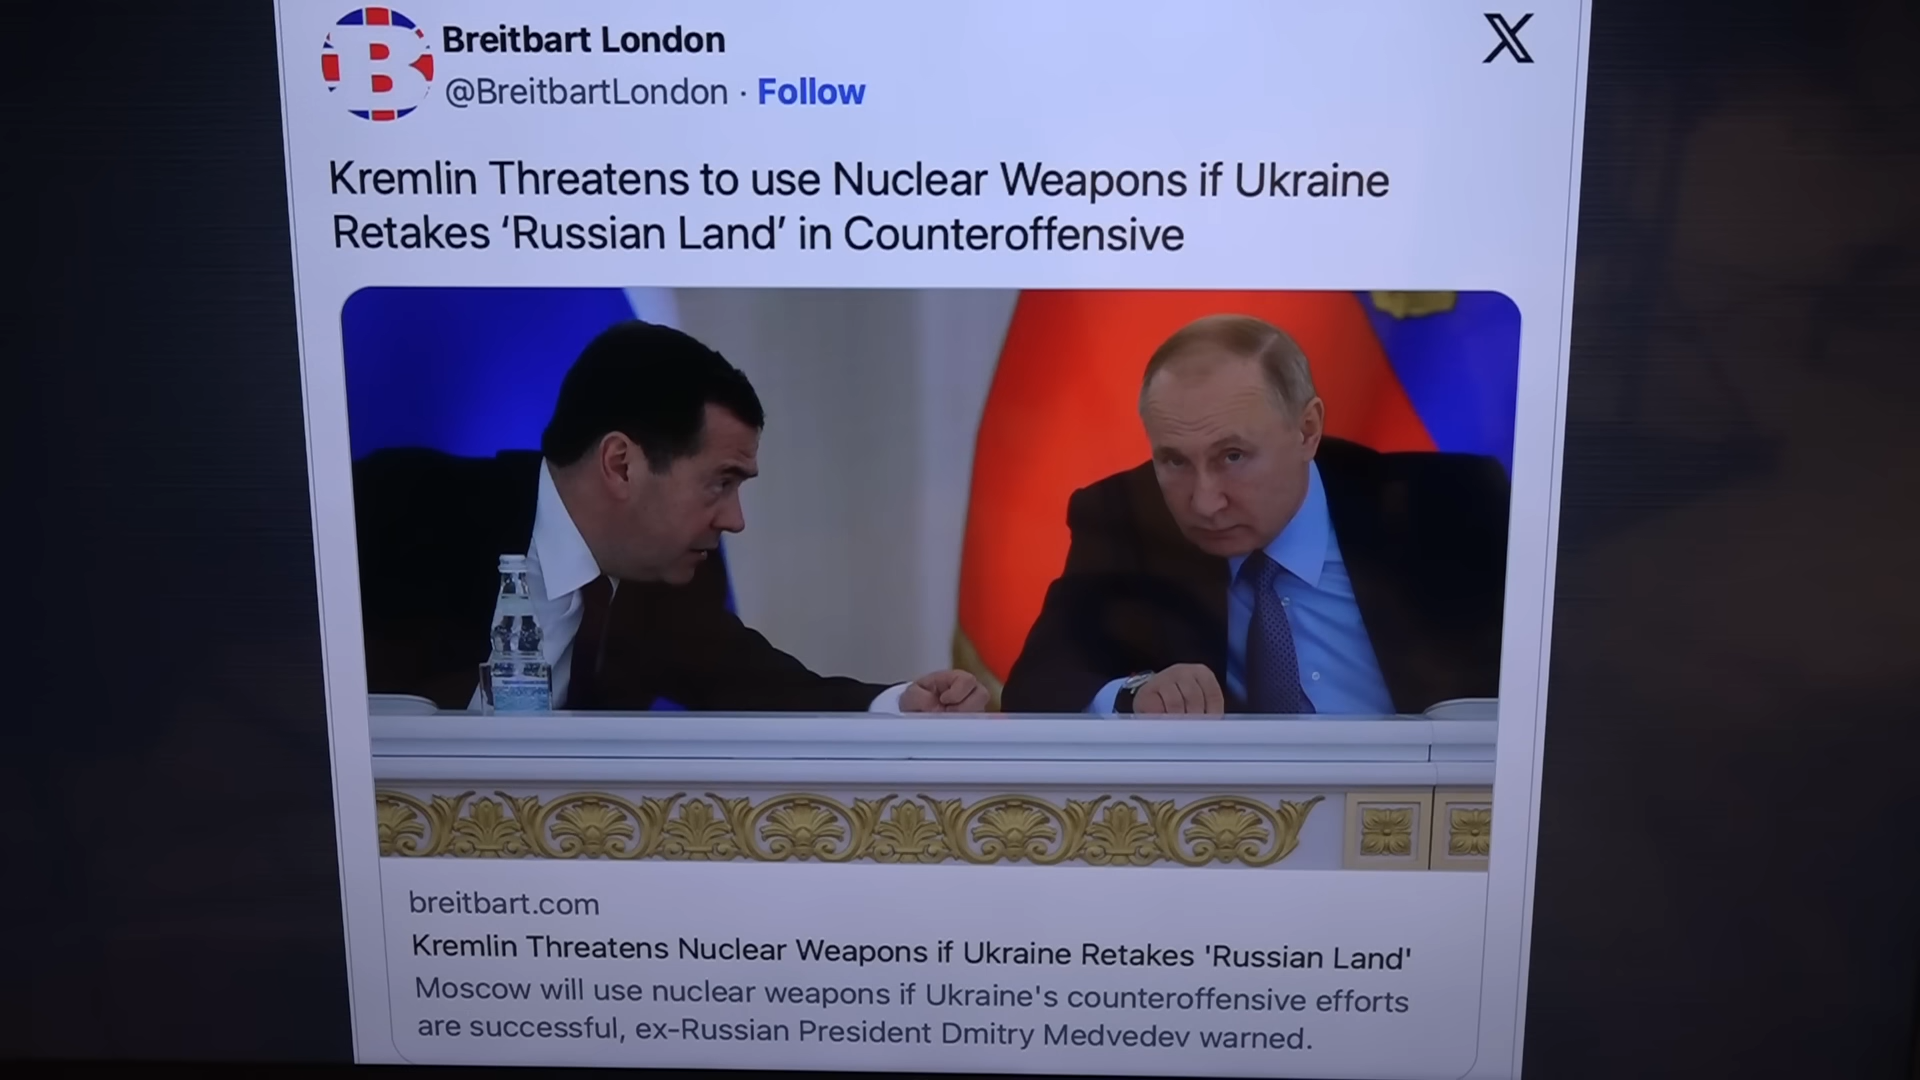 B
Breitbart London
X
@BreitbartLondon · Follow
Kremlin Threatens to use Nuclear Weapons if Ukraine
Retakes ‘Russian Land’ in Counteroffensive
breitbart.com
Kremlin Threatens Nuclear Weapons if Ukraine Retakes 'Russian Land'
Moscow will use nuclear weapons if Ukraine's counteroffensive efforts
are successful, ex-Russian President Dmitry Medvedev warned.